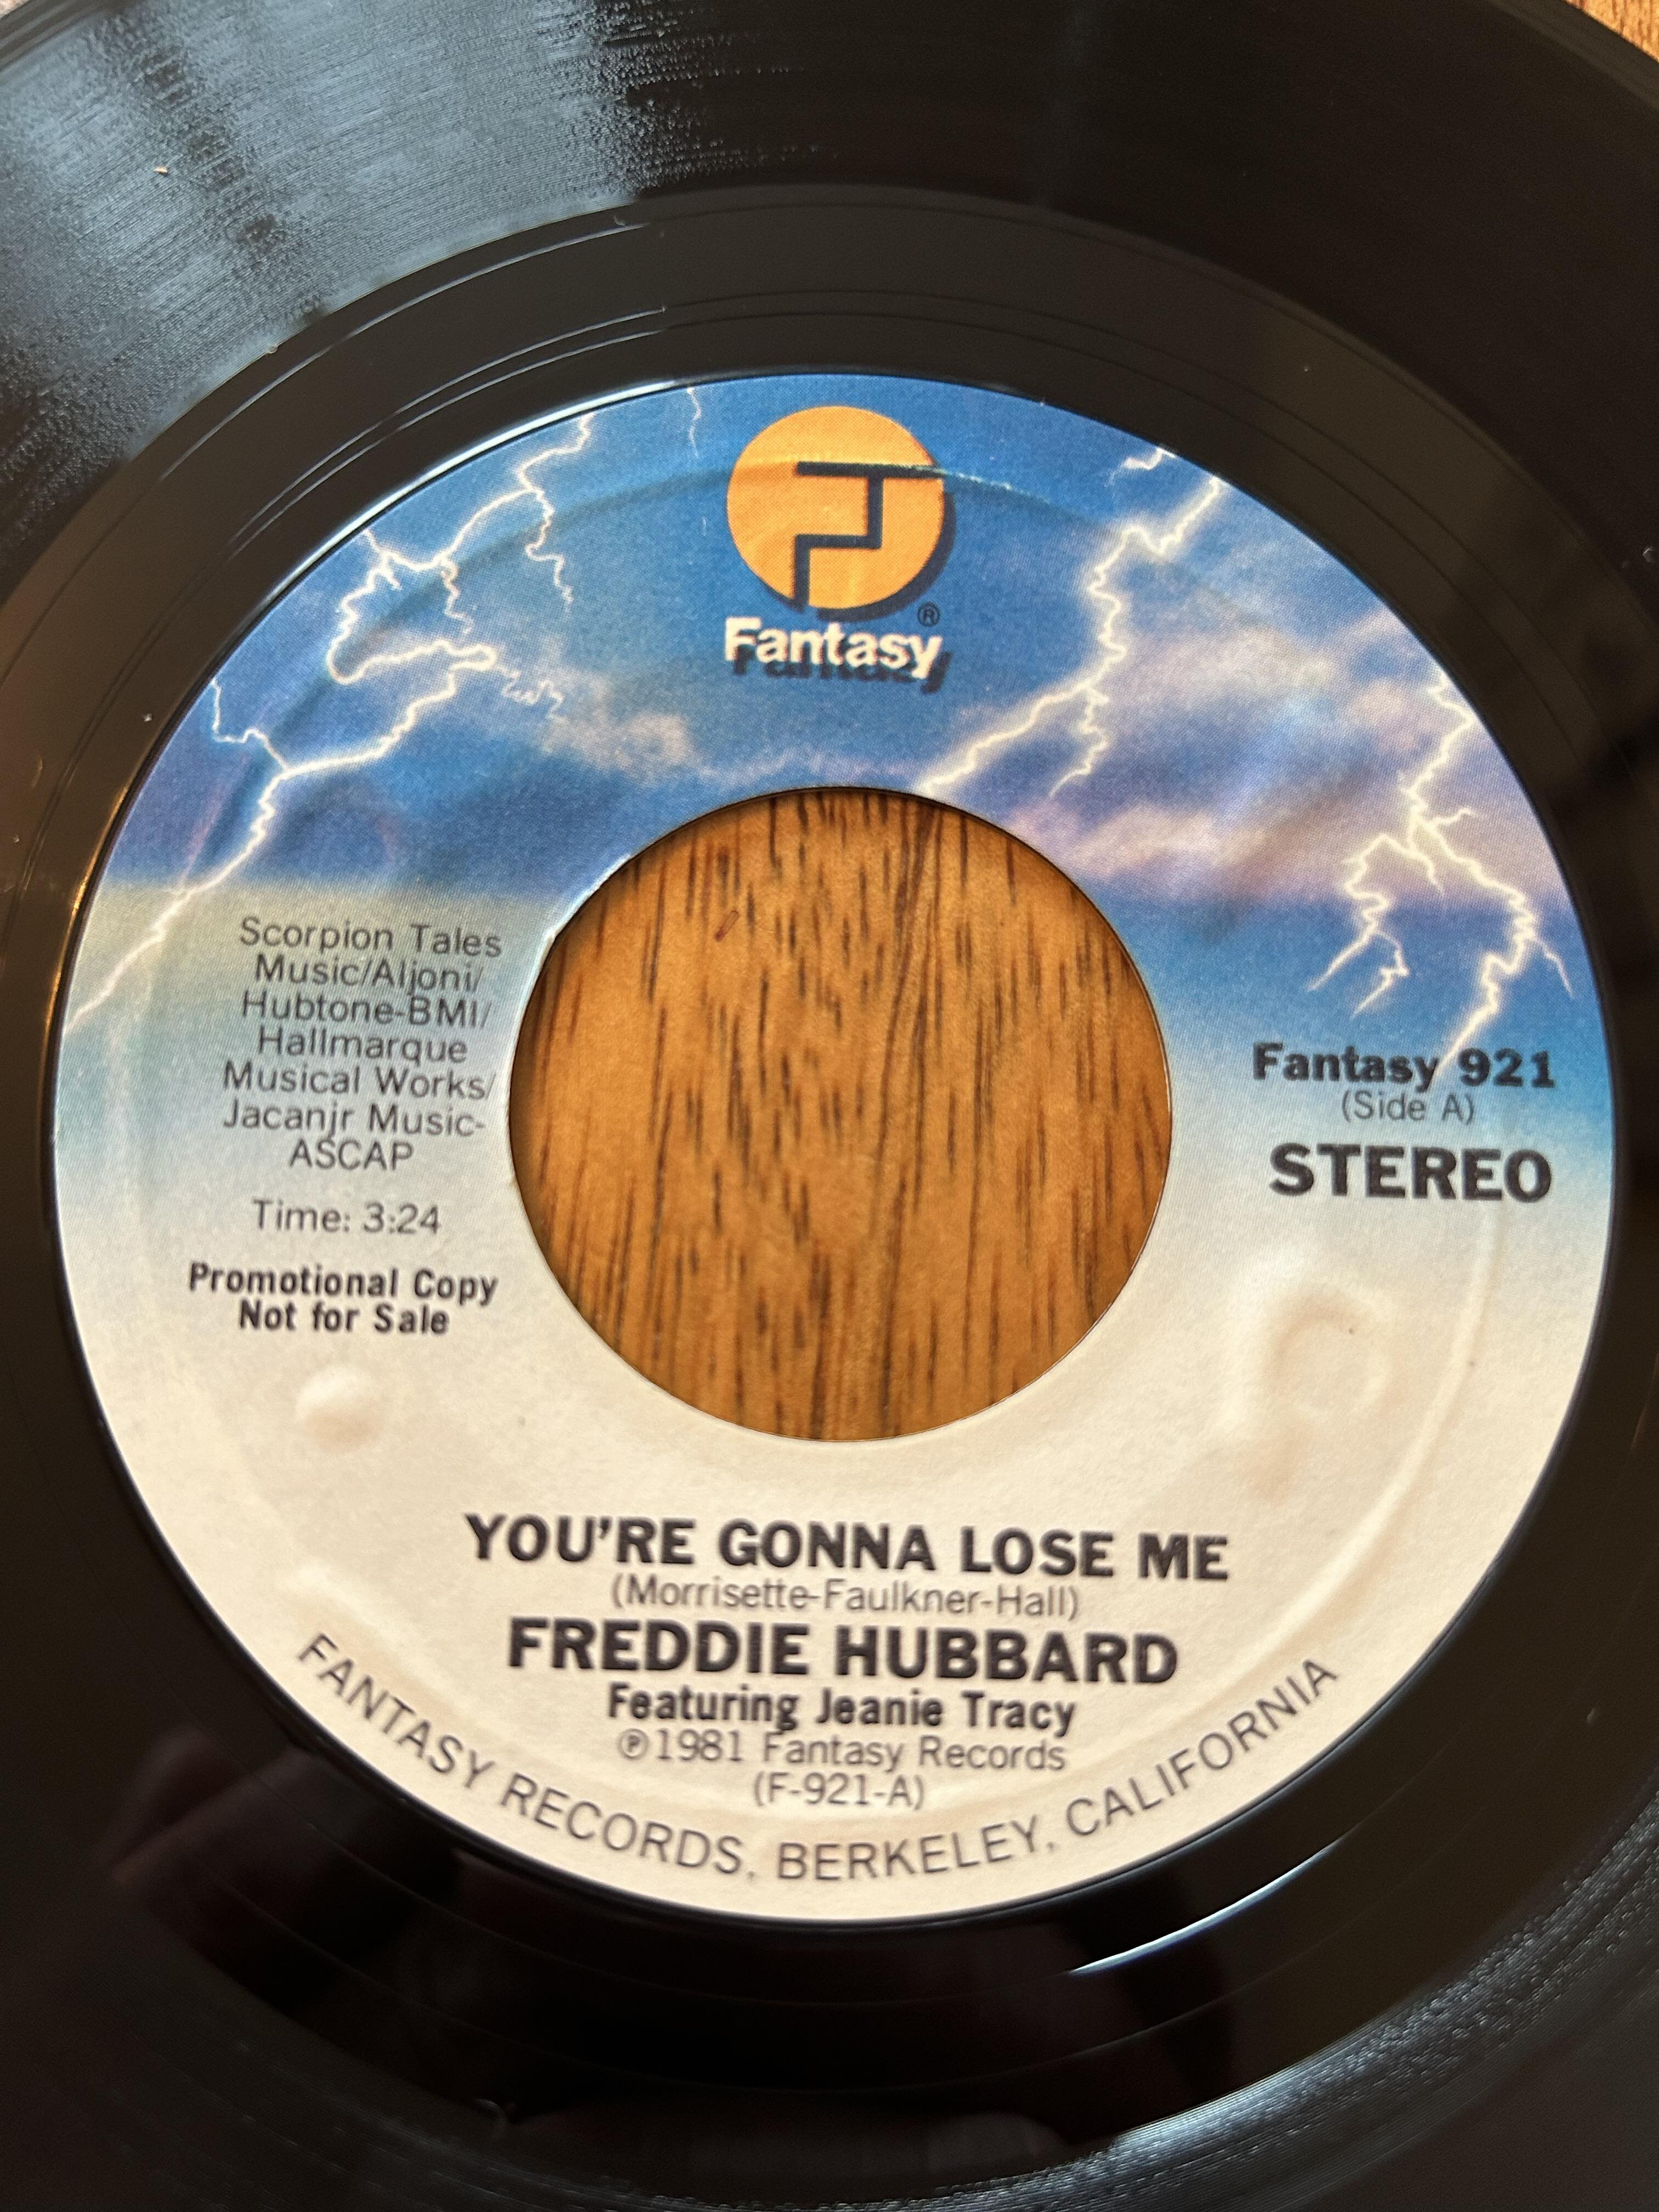 ®
Fantasy
Scorpion Tales
Music/Aljoni/
Hubtone-BMI/
Hallmarque
Musical Works/
Jacanjr Music-
ASCAP
Time: 3:24
Promotional Copy
Not for Sale
Fantasy 921
(Side A)
STEREO
YOU'RE GONNA LOSE ME
(Morrisette-Faulkner-Hall)
FREDDIE HUBBARD
Featuring Jeanie Tracy
℗1981 Fantasy Records
(F-921-A)
FANTASY RECORDS, BERKELEY, CALIFORNIA